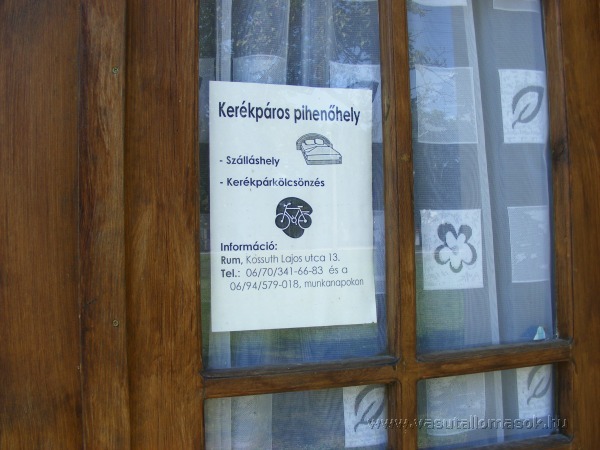 Kerékpáros pihenőhely
- Szálláshely
- Kerékpárkölcsönzés
Információ:
Rum, Kossuth Lajos utca 13.
Tel.: 06/70/341-66-83 és a
06/94/579-018, munkanapokan
www.vasutallomasok.hu